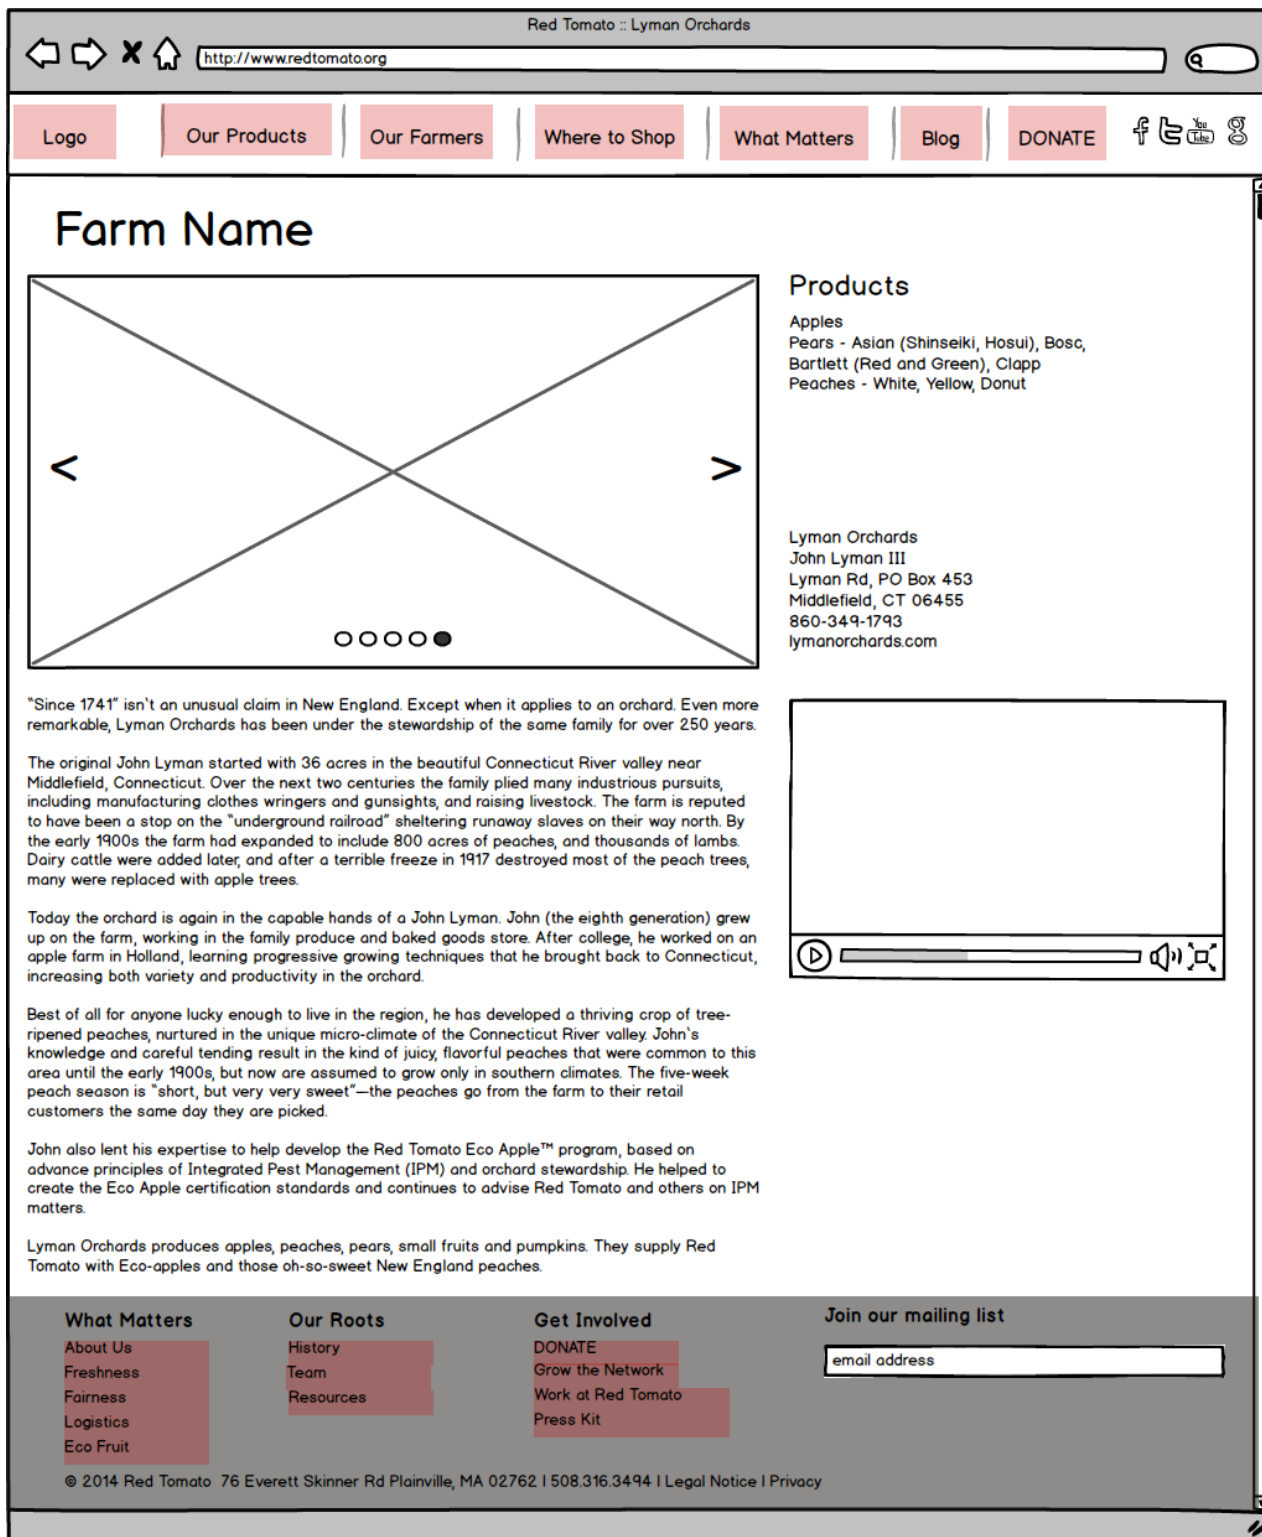 Red Tomato :: Lyman Orchards
http://www.redtomato.org
Logo
Our Products
Our Farmers
Where to Shop
What Matters
Blog
DONATE
You
Tube
Farm Name
<
>
Products
Apples
Pears - Asian (Shinseiki, Hosui), Bosc,
Bartlett (Red and Green), Clapp
Peaches - White, Yellow, Donut
Lyman Orchards
John Lyman III
Lyman Rd, PO Box 453
Middlefield, CT 06455
860-349-1793
lymanorchards.com
"Since 1741" isn't an unusual claim in New England. Except when it applies to an orchard. Even more
remarkable, Lyman Orchards has been under the stewardship of the same family for over 250 years.
The original John Lyman started with 36 acres in the beautiful Connecticut River valley near
Middlefield, Connecticut. Over the next two centuries the family plied many industrious pursuits,
including manufacturing clothes wringers and gunsights, and raising livestock. The farm is reputed
to have been a stop on the "underground railroad" sheltering runaway slaves on their way north. By
the early 1900s the farm had expanded to include 800 acres of peaches, and thousands of lambs.
Dairy cattle were added later, and after a terrible freeze in 1917 destroyed most of the peach trees,
many were replaced with apple trees.
Today the orchard is again in the capable hands of a John Lyman. John (the eighth generation) grew
up on the farm, working in the family produce and baked goods store. After college, he worked on an
apple farm in Holland, learning progressive growing techniques that he brought back to Connecticut,
increasing both variety and productivity in the orchard.
Best of all for anyone lucky enough to live in the region, he has developed a thriving crop of tree-
ripened peaches, nurtured in the unique micro-climate of the Connecticut River valley. John's
knowledge and careful tending result in the kind of juicy, flavorful peaches that were common to this
area until the early 1900s, but now are assumed to grow only in southern climates. The five-week
peach season is "short, but very very sweet"—the peaches go from the farm to their retail
customers the same day they are picked.
John also lent his expertise to help develop the Red Tomato Eco Apple™ program, based on
advance principles of Integrated Pest Management (IPM) and orchard stewardship. He helped to
create the Eco Apple certification standards and continues to advise Red Tomato and others on IPM
matters.
Lyman Orchards produces apples, peaches, pears, small fruits and pumpkins. They supply Red
Tomato with Eco-apples and those oh-so-sweet New England peaches.
What Matters
About Us
Freshness
Fairness
Logistics
Eco Fruit
Our Roots
History
Team
Resources
Get Involved
DONATE
Grow the Network
Work at Red Tomato
Press Kit
Join our mailing list
email address
© 2014 Red Tomato 76 Everett Skinner Rd Plainville, MA 02762 | 508.316.3494 | Legal Notice | Privacy